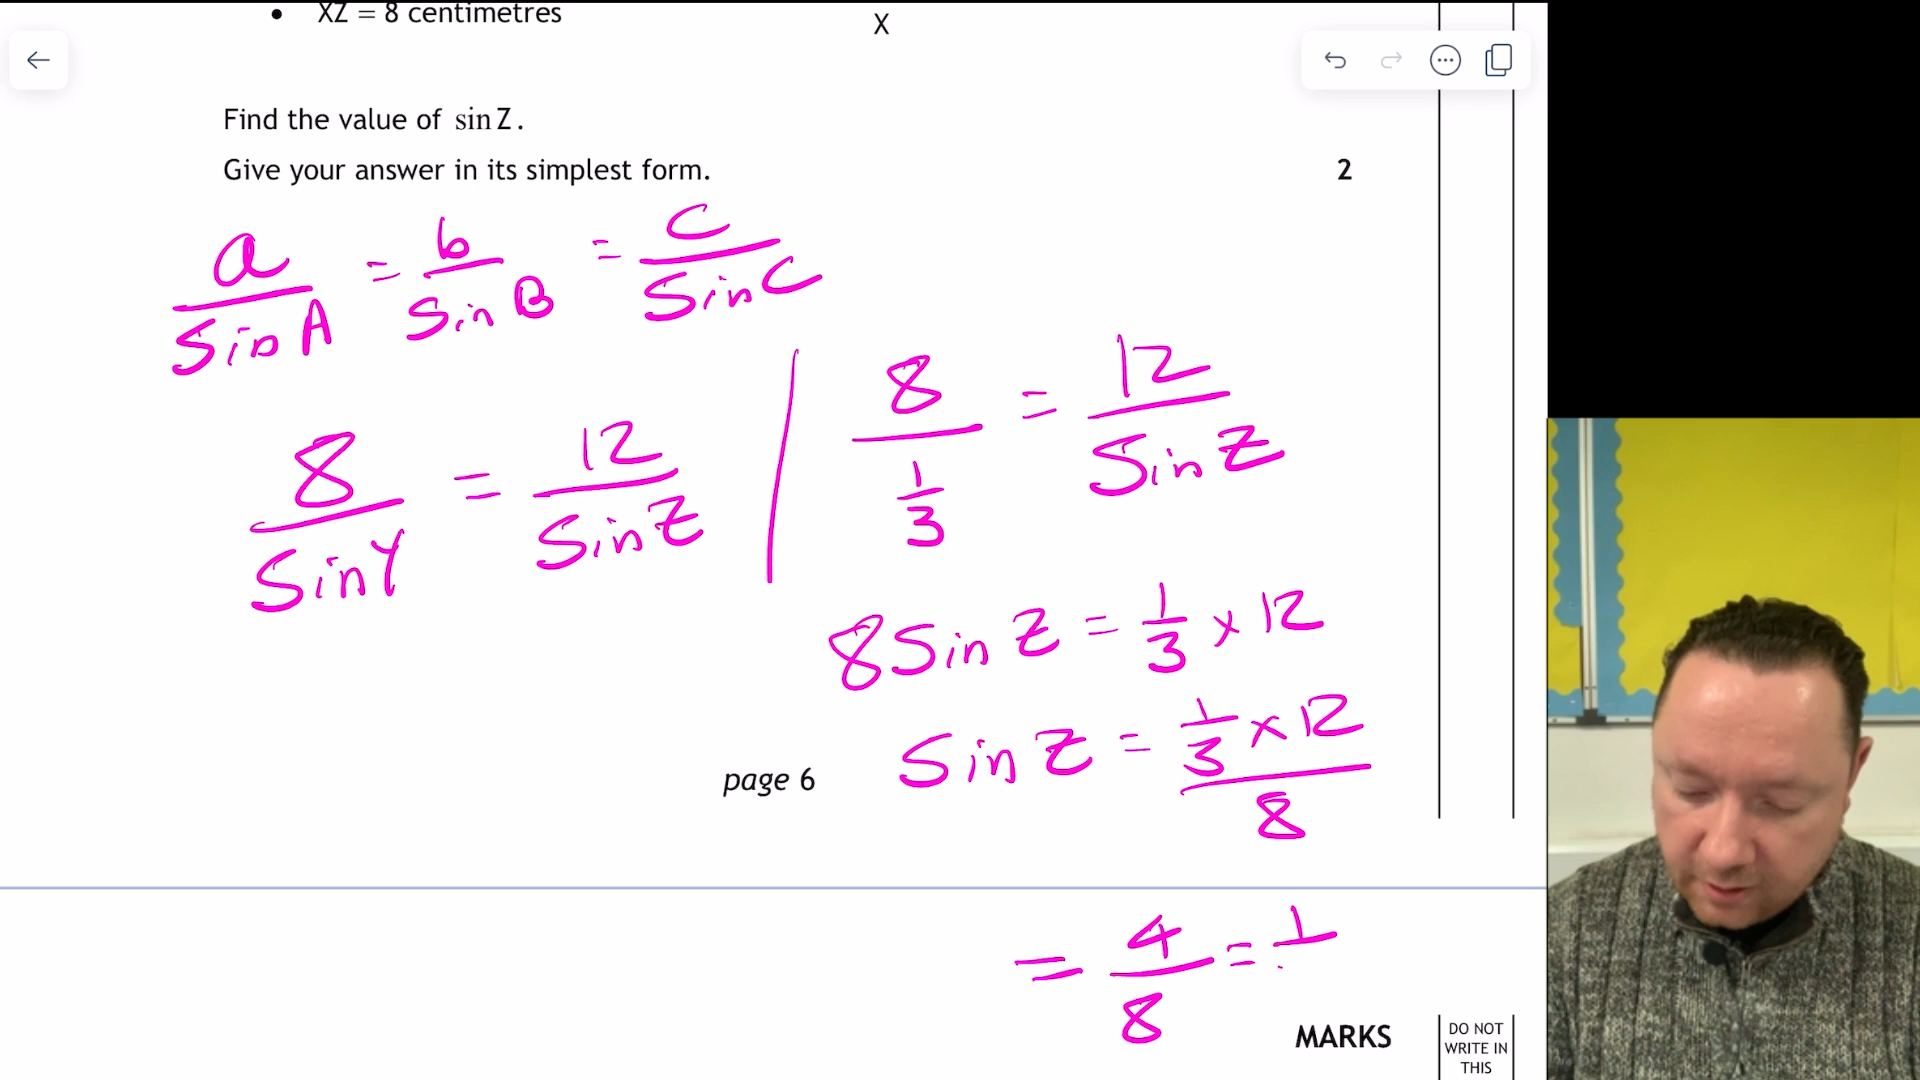 • XZ = 8 centimetres
X
Find the value of sin Z.
Give your answer in its simplest form. 2
a/SinA = b/SinB = c/SinC
8/SinY = 12/SinZ
8/(1/3) = 12/SinZ
8SinZ = 1/3 × 12
SinZ = (1/3 × 12)/8
page 6
= 4/8 = 1
MARKS
DO NOT
WRITE IN
THIS